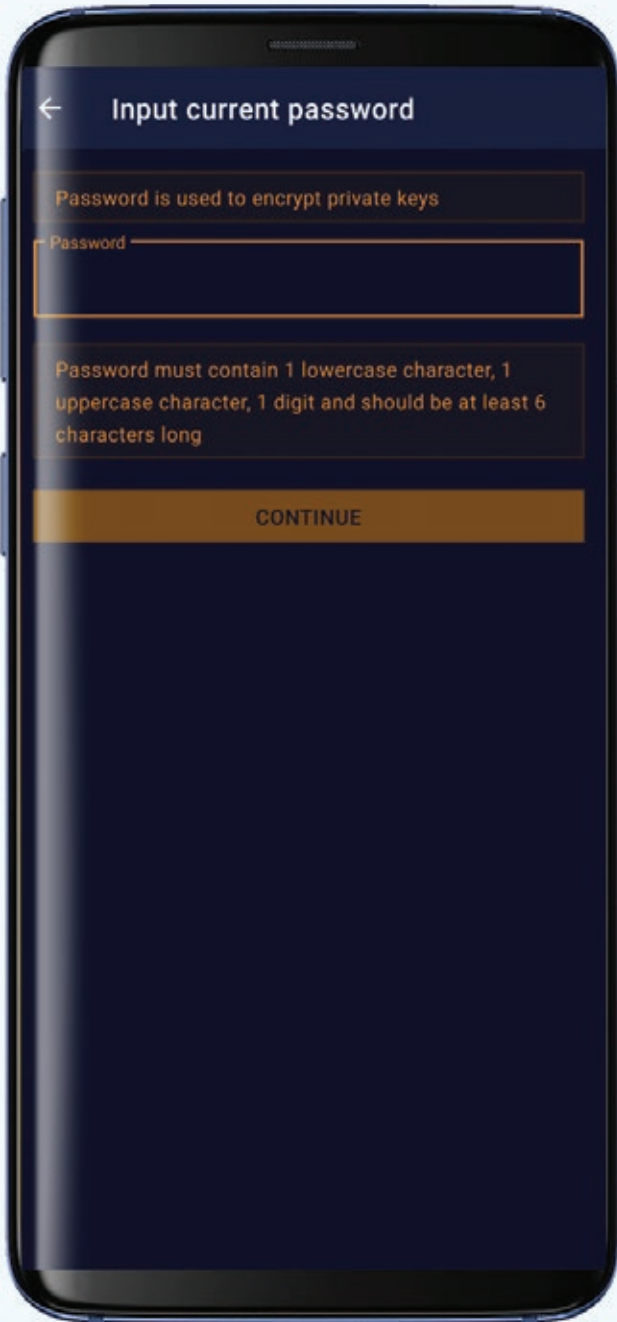 Input current password
Password is used to encrypt private keys
Password
Password must contain 1 lowercase character, 1
uppercase character, 1 digit and should be at least 6
characters long
CONTINUE